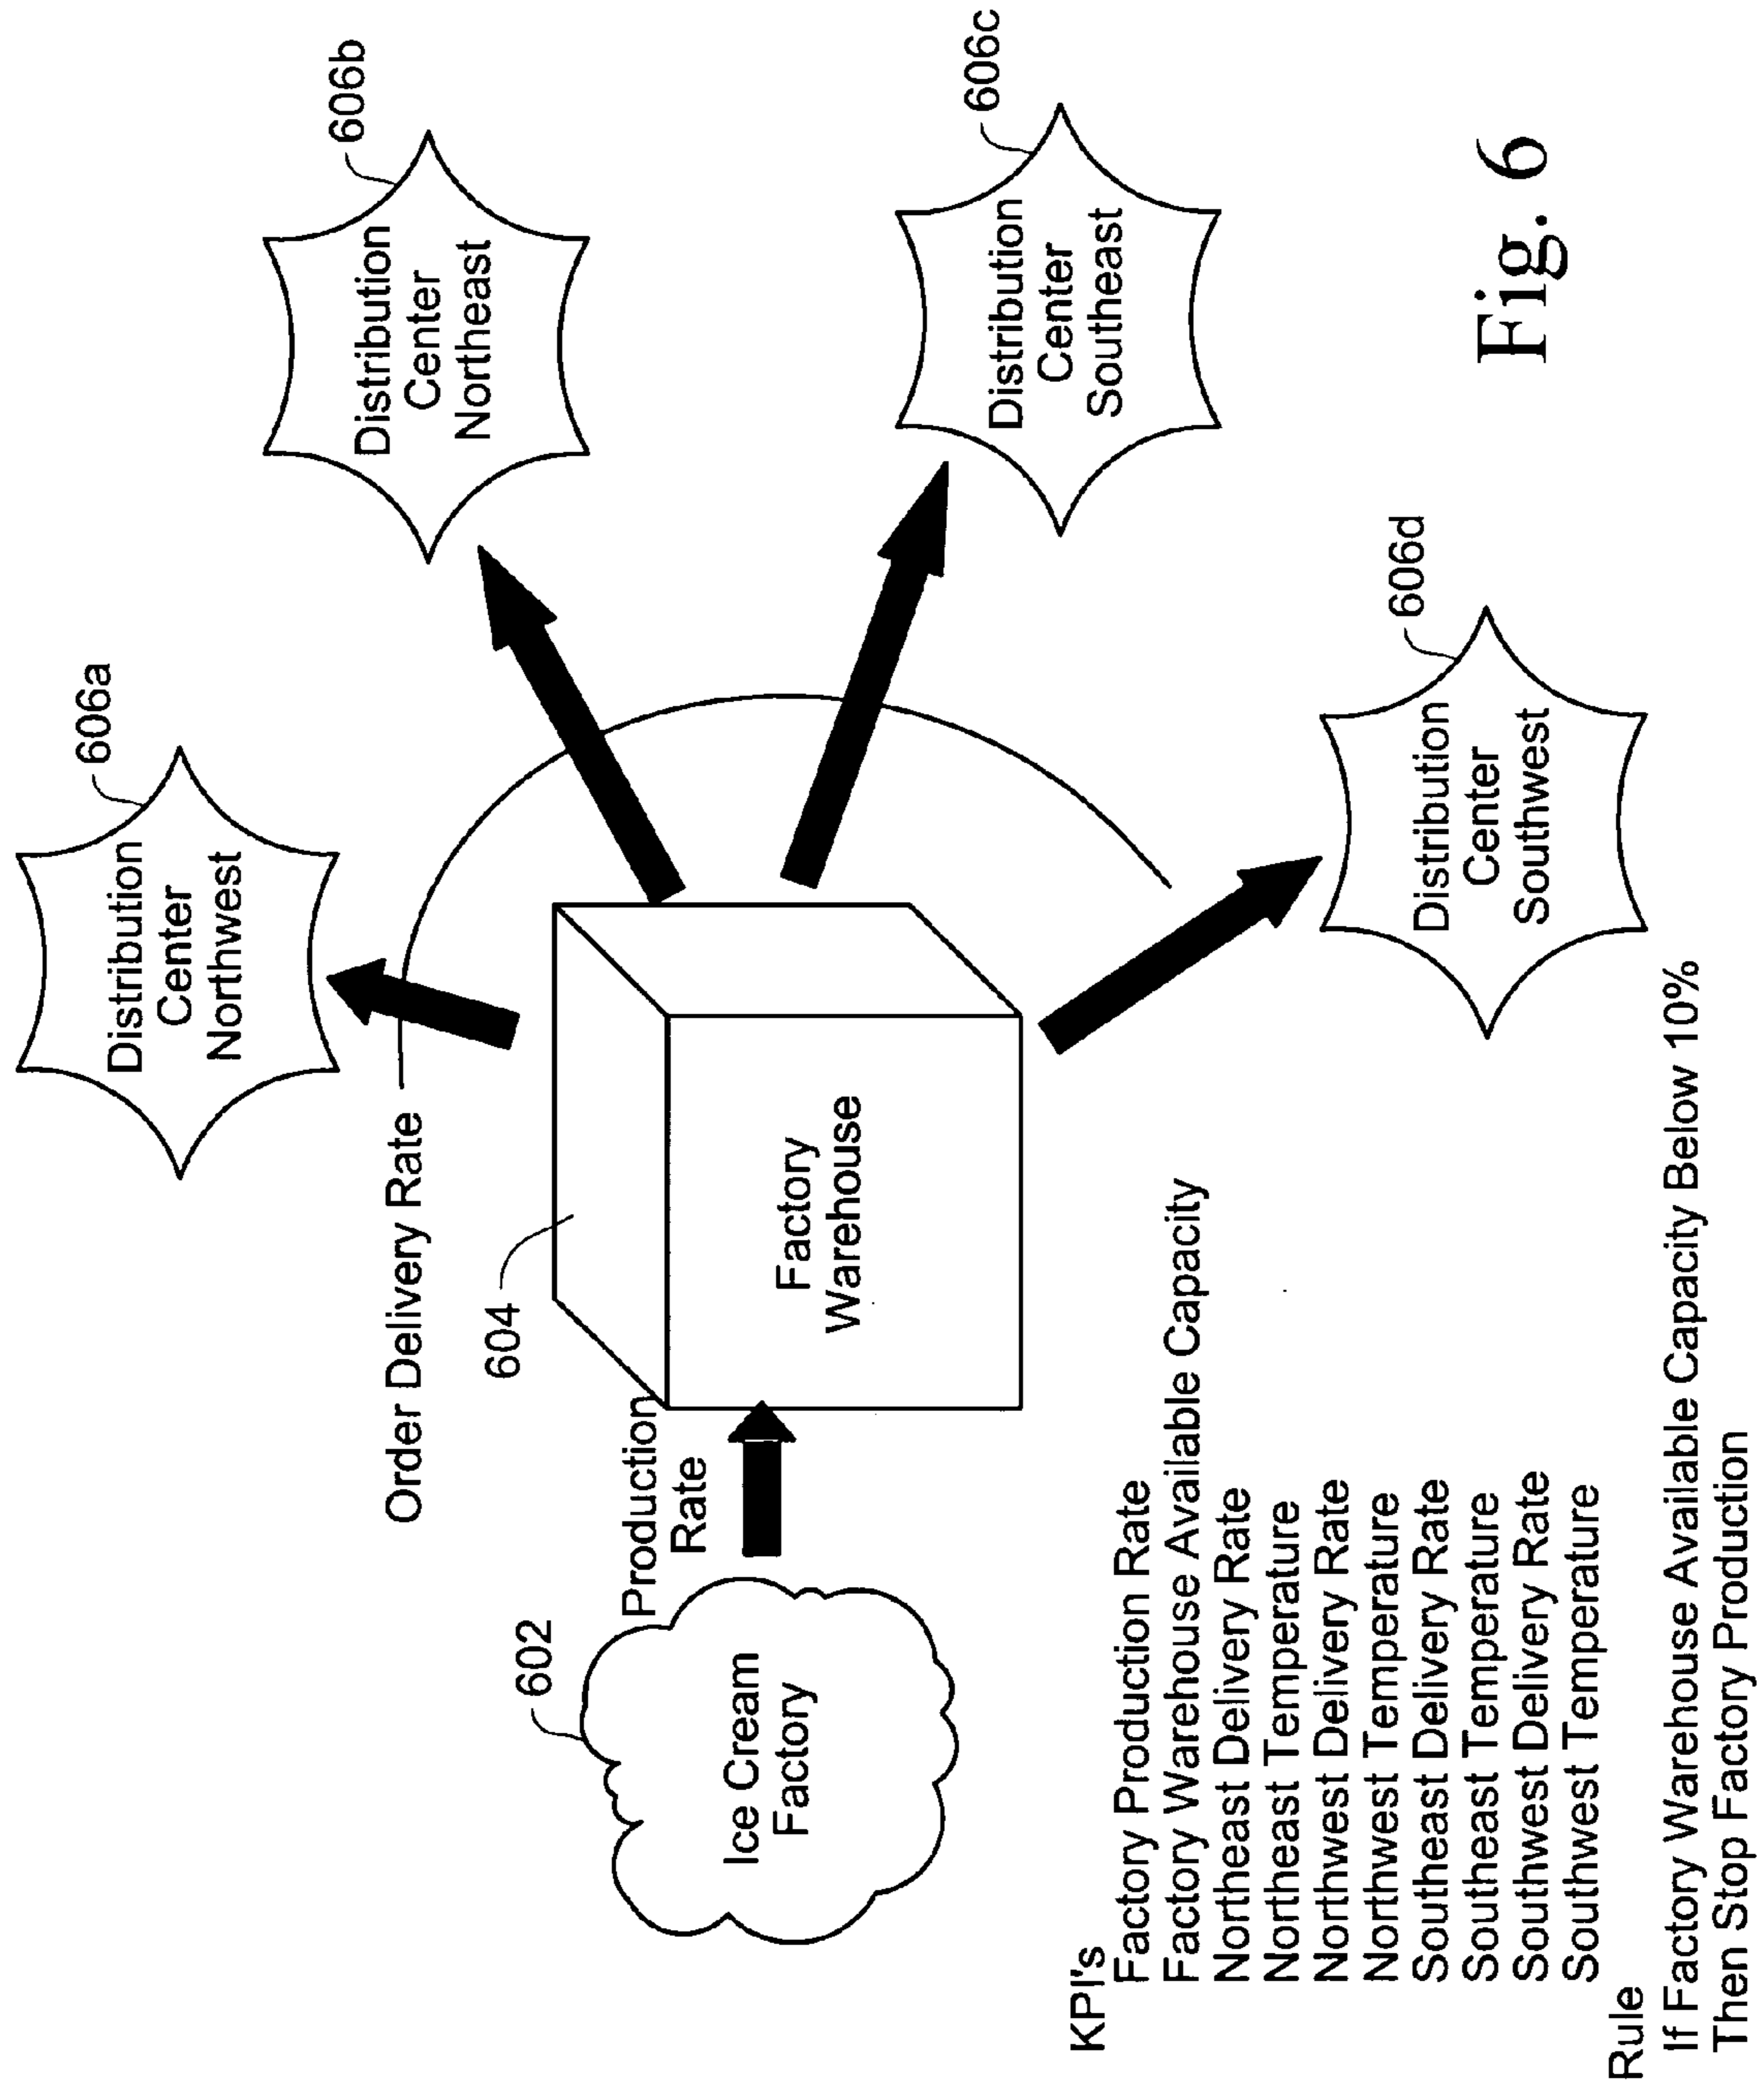 606a
Distribution
Center
Northwest
606b
Distribution
Center
Northeast
Order Delivery Rate
604
602
Production
Rate
Ice Cream
Factory
Factory
Warehouse
606c
Distribution
Center
Southeast
606d
Distribution
Center
Southwest
KPI's
Factory Production Rate
Factory Warehouse Available Capacity
Northeast Delivery Rate
Northeast Temperature
Northwest Delivery Rate
Northwest Temperature
Southeast Delivery Rate
Southeast Temperature
Southwest Delivery Rate
Southwest Temperature
Rule
If Factory Warehouse Available Capacity Below 10%
Then Stop Factory Production
Fig. 6